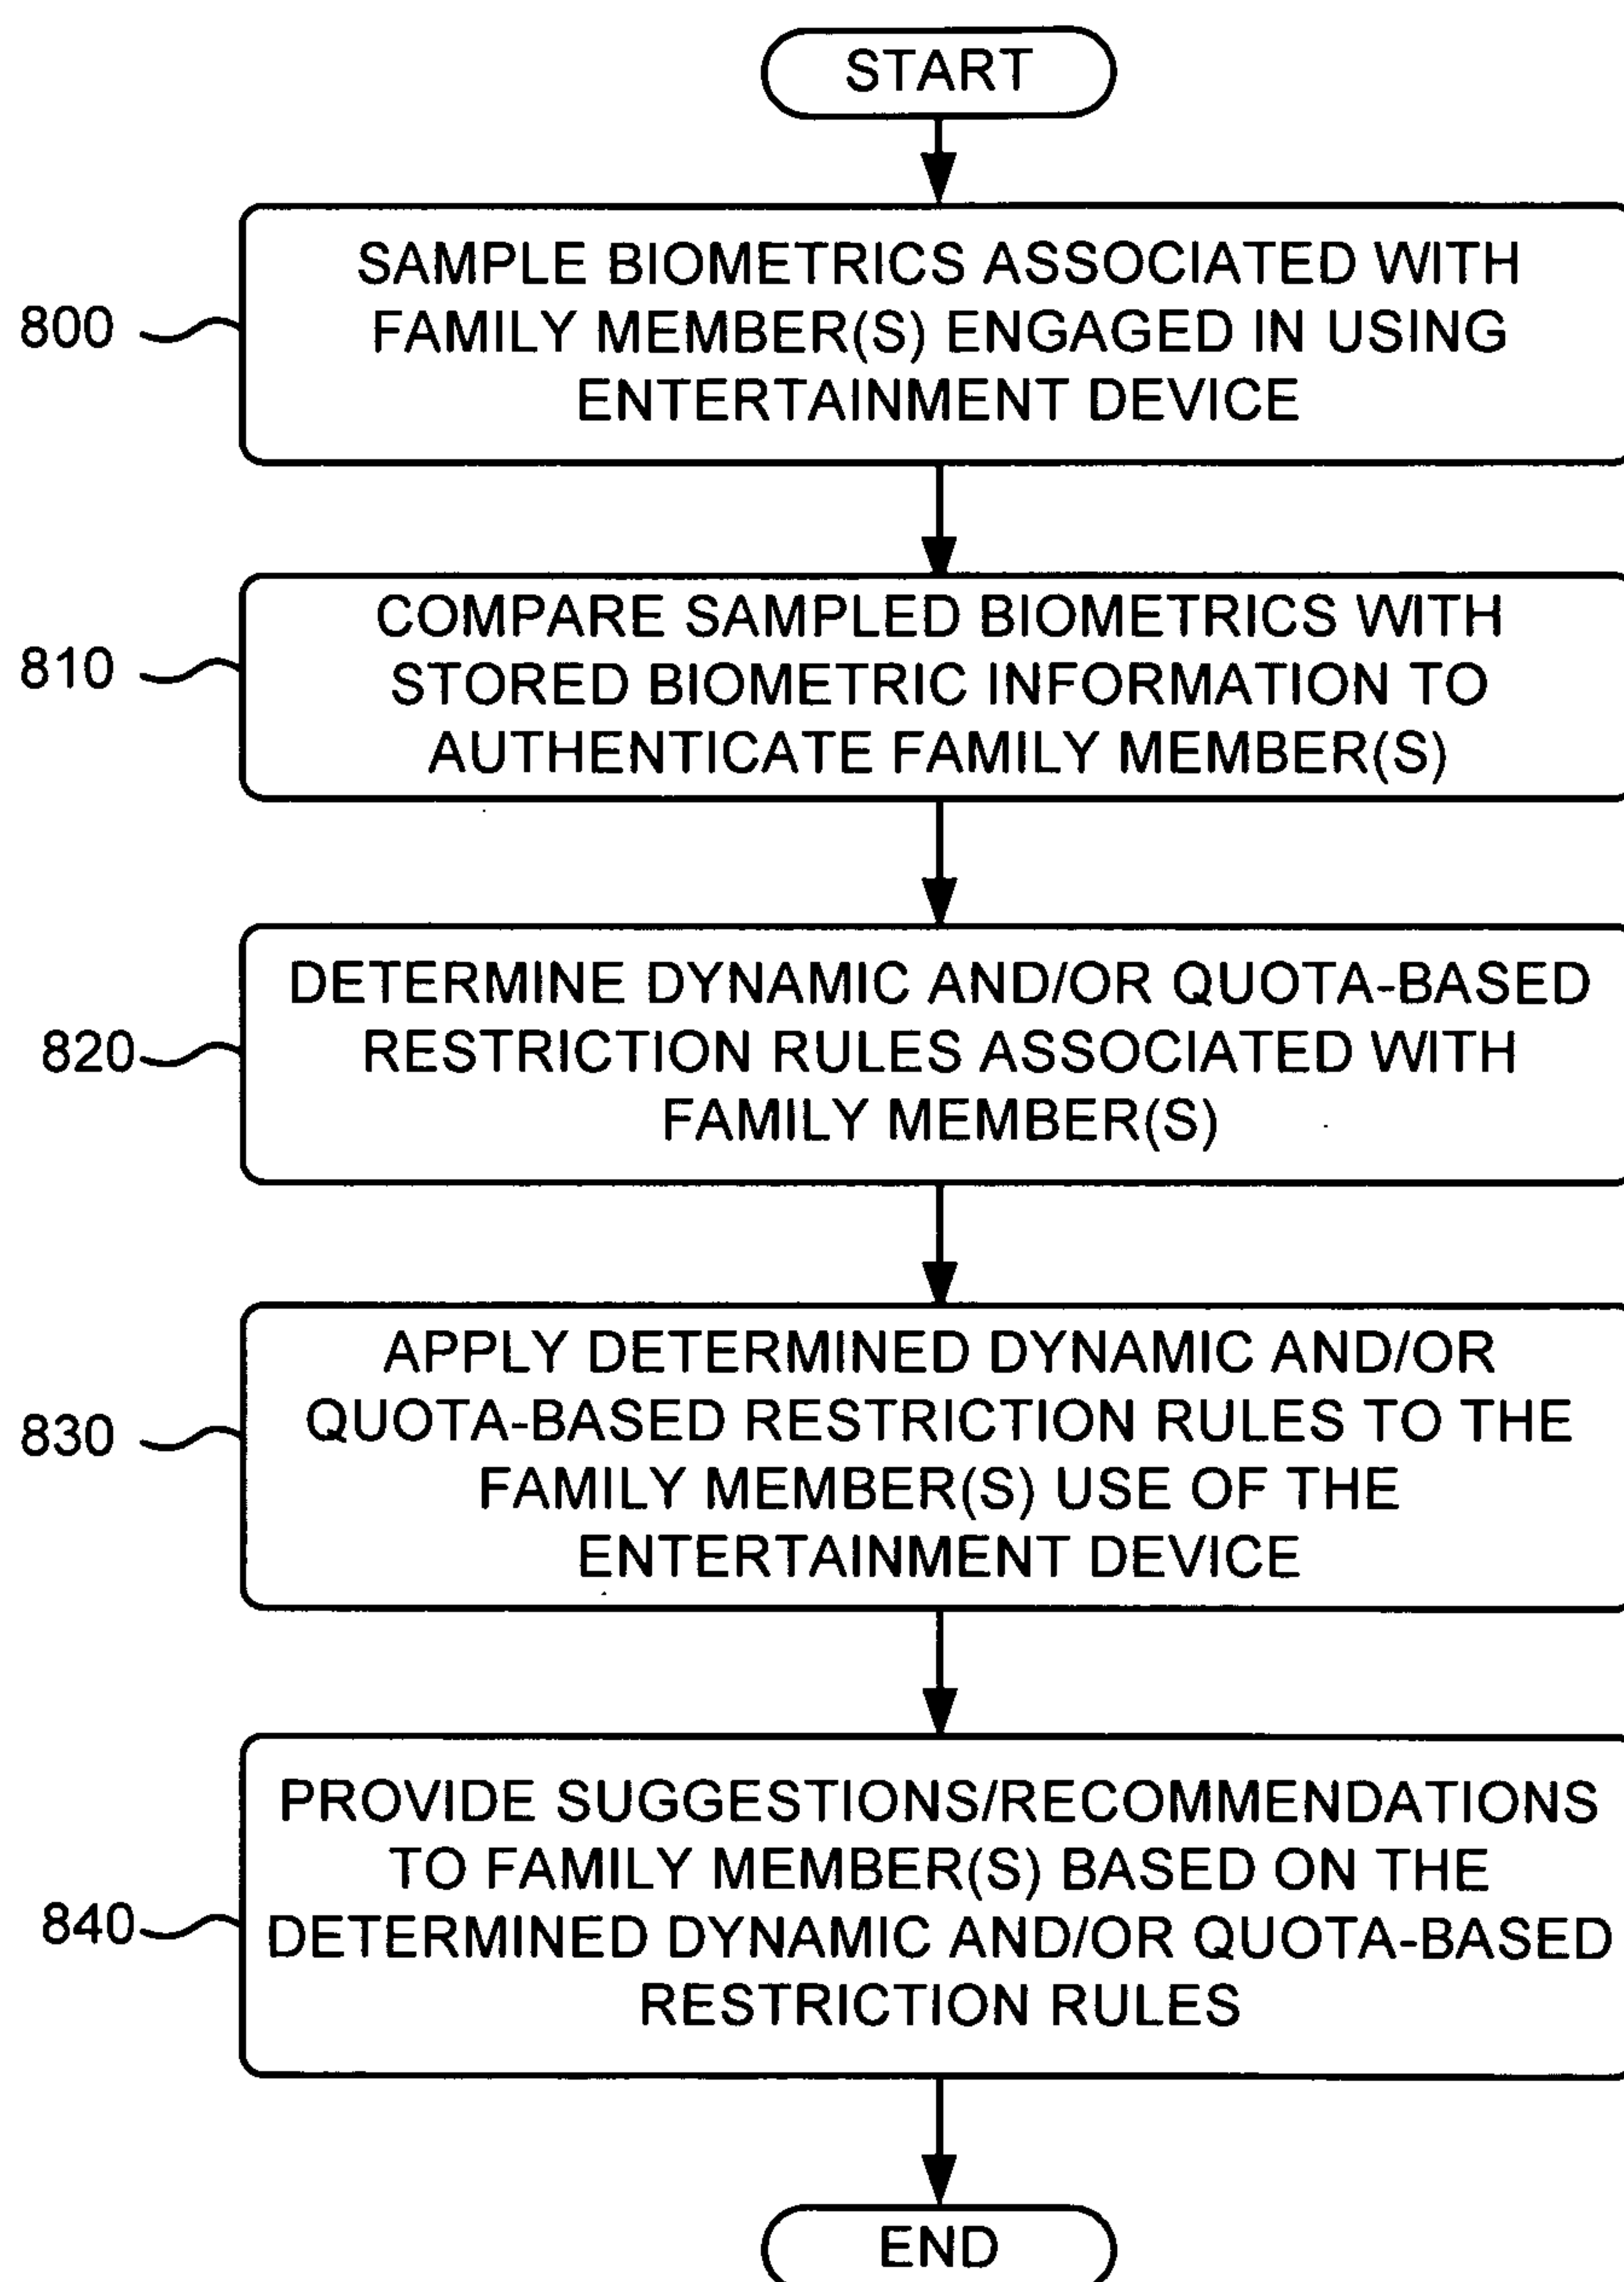 START
800
SAMPLE BIOMETRICS ASSOCIATED WITH
FAMILY MEMBER(S) ENGAGED IN USING
ENTERTAINMENT DEVICE
810
COMPARE SAMPLED BIOMETRICS WITH
STORED BIOMETRIC INFORMATION TO
AUTHENTICATE FAMILY MEMBER(S)
820
DETERMINE DYNAMIC AND/OR QUOTA-BASED
RESTRICTION RULES ASSOCIATED WITH
FAMILY MEMBER(S)
830
APPLY DETERMINED DYNAMIC AND/OR
QUOTA-BASED RESTRICTION RULES TO THE
FAMILY MEMBER(S) USE OF THE
ENTERTAINMENT DEVICE
840
PROVIDE SUGGESTIONS/RECOMMENDATIONS
TO FAMILY MEMBER(S) BASED ON THE
DETERMINED DYNAMIC AND/OR QUOTA-BASED
RESTRICTION RULES
END